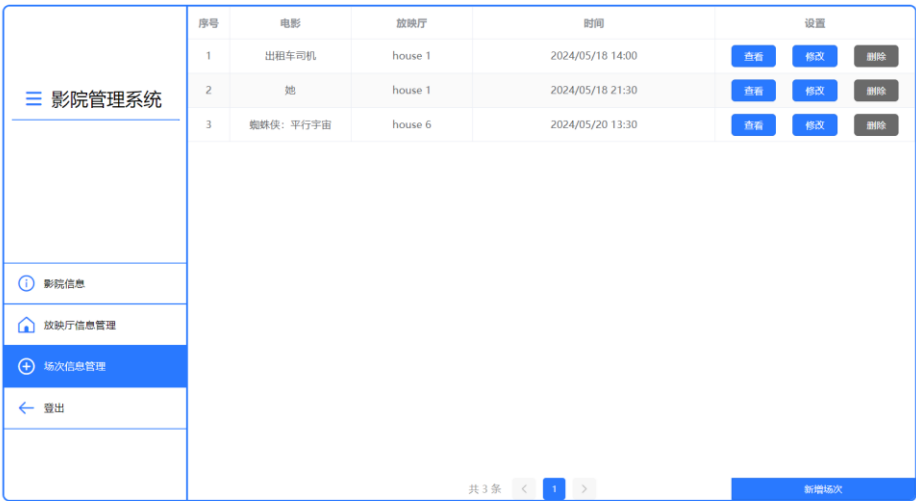 影院管理系统
影院信息
放映厅信息管理
场次信息管理
登出
序号 电影 放映厅 时间 设置
1 出租车司机 house 1 2024/05/18 14:00 查看 修改 删除
2 她 house 1 2024/05/18 21:30 查看 修改 删除
3 蜘蛛侠：平行宇宙 house 6 2024/05/20 13:30 查看 修改 删除
共 3 条 < 1 > 新增场次